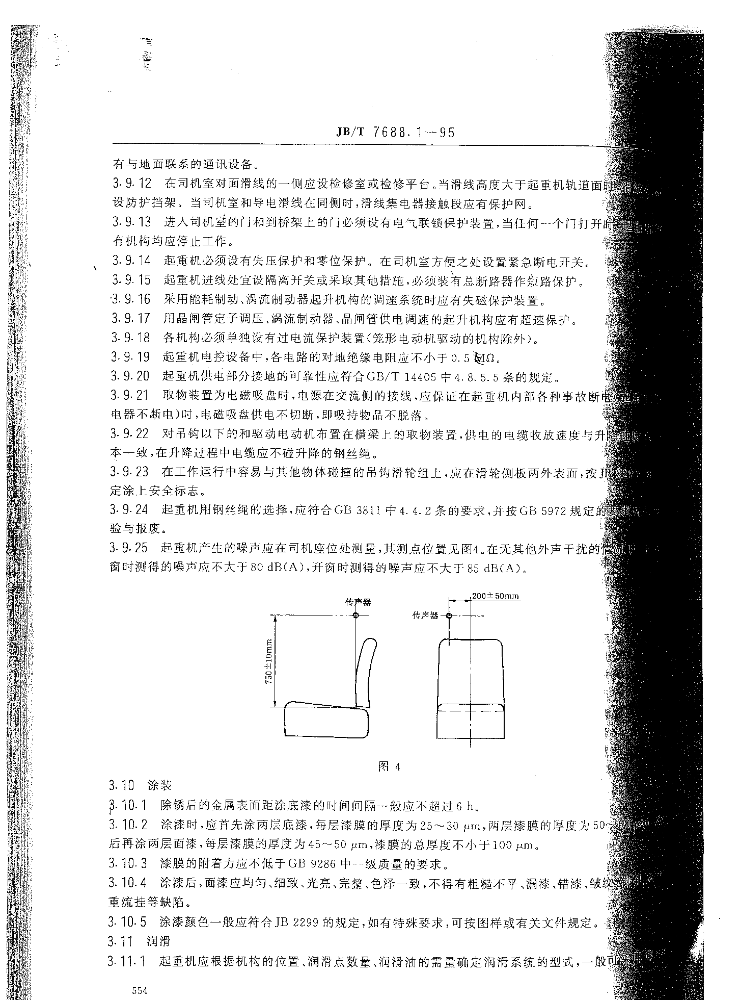 JB/T 7688.1—95
有与地面联系的通讯设备。
3.9.12 在司机室对面滑线的一侧应设检修室或检修平台。当滑线高度大于起重机轨道面时
设防护挡架。当司机室和导电滑线在同侧时,滑线集电器接触段应有保护网。
3.9.13 进入司机室的门和到桥架上的门必须设有电气联锁保护装置,当任何一个门打开时
有机构均应停止工作。
3.9.14 起重机必须设有失压保护和零位保护。在司机室方便之处设置紧急断电开关。
3.9.15 起重机进线处宜设隔离开关或采取其他措施,必须装有总断路器作短路保护。
3.9.16 采用能耗制动、涡流制动器起升机构的调速系统时应有失磁保护装置。
3.9.17 用晶闸管定子调压、涡流制动器、晶闸管供电调速的起升机构应有超速保护。
3.9.18 各机构必须单独设有过电流保护装置(笼形电动机驱动的机构除外)。
3.9.19 起重机电控设备中,各电路的对地绝缘电阻应不小于0.5 MΩ。
3.9.20 起重机供电部分接地的可靠性应符合GB/T 14405中4.8.5.5条的规定。
3.9.21 取物装置为电磁吸盘时,电源在交流侧的接线,应保证在起重机内部各种事故断电
电器不断电)时,电磁吸盘供电不切断,即吸持物品不脱落。
3.9.22 对吊钩以下的和驱动电动机布置在横梁上的取物装置,供电的电缆收放速度与升降速
本一致,在升降过程中电缆应不碰升降的钢丝绳。
3.9.23 在工作运行中容易与其他物体碰撞的吊钩滑轮组上,应在滑轮侧板两外表面,按JB
定涂上安全标志。
3.9.24 起重机用钢丝绳的选择,应符合GB 3811中4.4.2条的要求,并按GB 5972规定的要求
验与报废。
3.9.25 起重机产生的噪声应在司机座位处测量,其测点位置见图4。在无其他外声干扰的情况
窗时测得的噪声应不大于80 dB(A),开窗时测得的噪声应不大于85 dB(A)。
传声器
750±10mm
传声器
200±50mm
图 4
3.10 涂装
3.10.1 除锈后的金属表面距涂底漆的时间间隔一般应不超过6 h。
3.10.2 涂漆时,应首先涂两层底漆,每层漆膜的厚度为25~30 μm,两层漆膜的厚度为50~60 μm
后再涂两层面漆,每层漆膜的厚度为45~50 μm,漆膜的总厚度不小于100 μm。
3.10.3 漆膜的附着力应不低于GB 9286中一级质量的要求。
3.10.4 涂漆后,面漆应均匀、细致、光亮、完整、色泽一致,不得有粗糙不平、漏漆、错漆、皱纹
重流挂等缺陷。
3.10.5 涂漆颜色一般应符合JB 2299的规定,如有特殊要求,可按图样或有关文件规定。
3.11 润滑
3.11.1 起重机应根据机构的位置、润滑点数量、润滑油的需量确定润滑系统的型式,一般可采
554